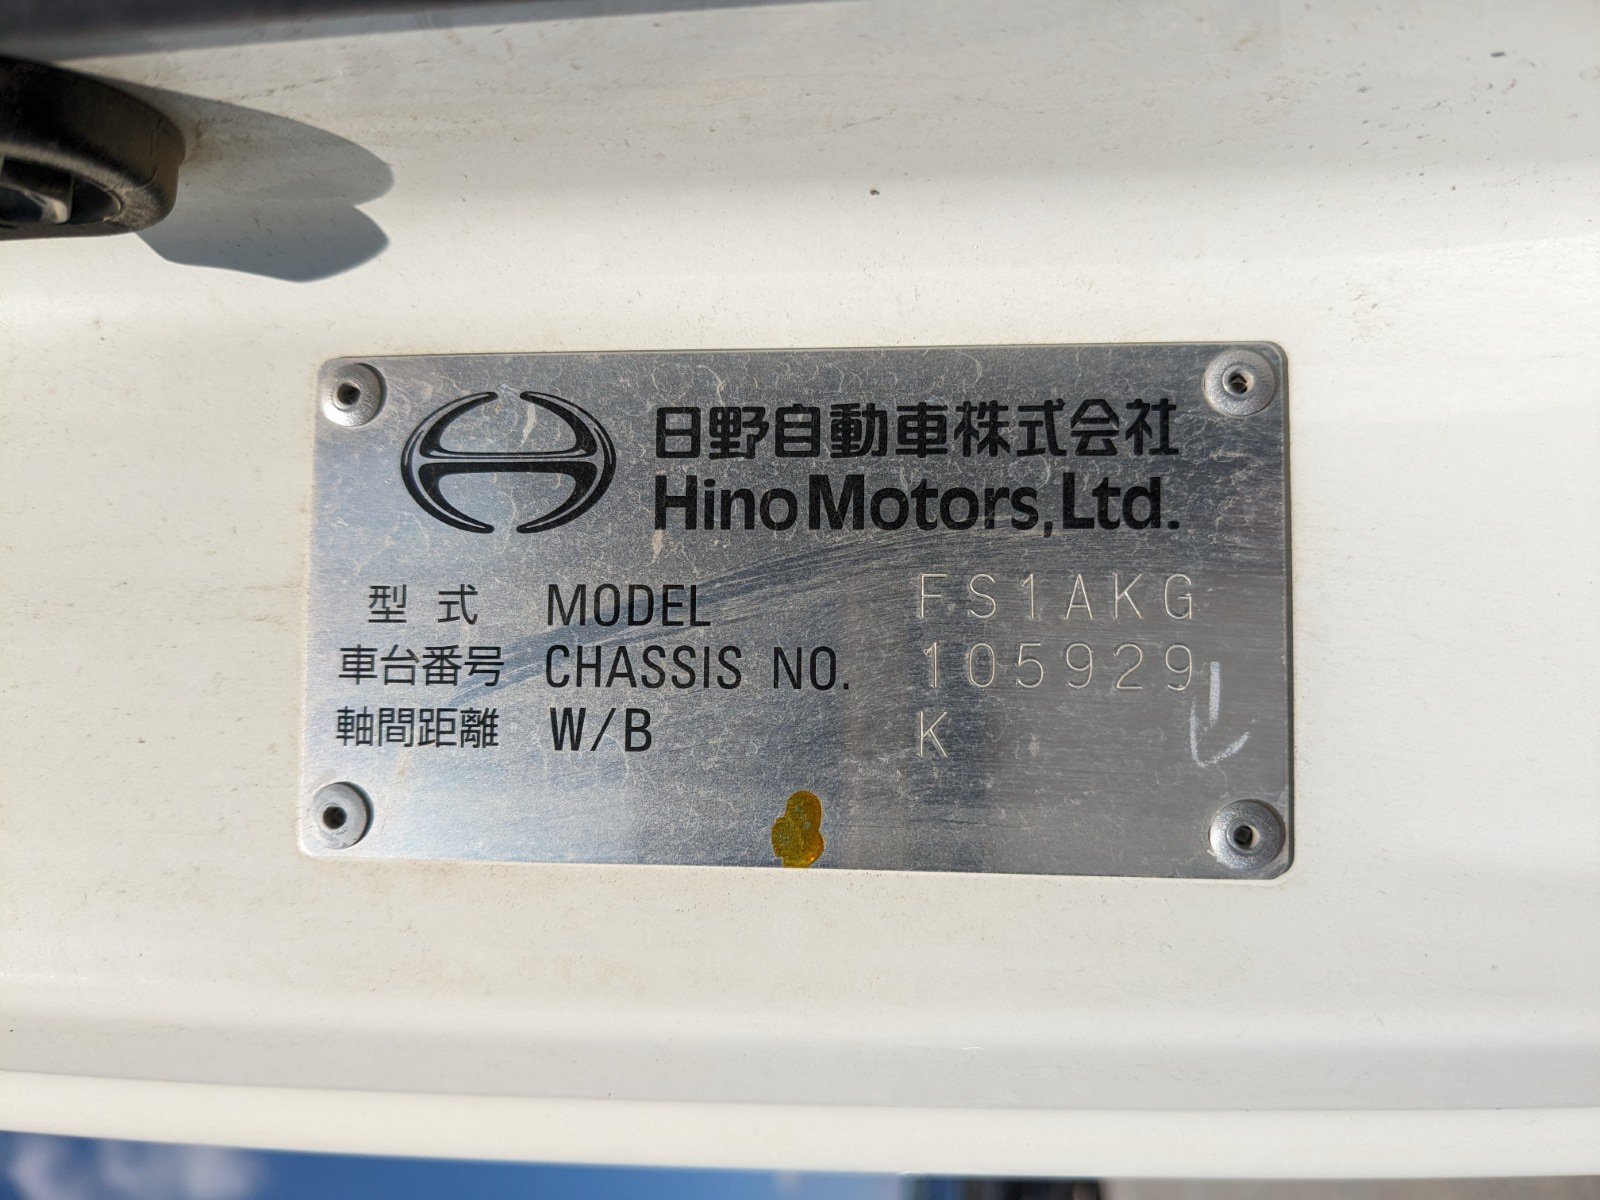 日野自動車株式会社
Hino Motors, Ltd.
型式 MODEL FS1AKG
車台番号 CHASSIS NO. 105929
軸間距離 W/B K